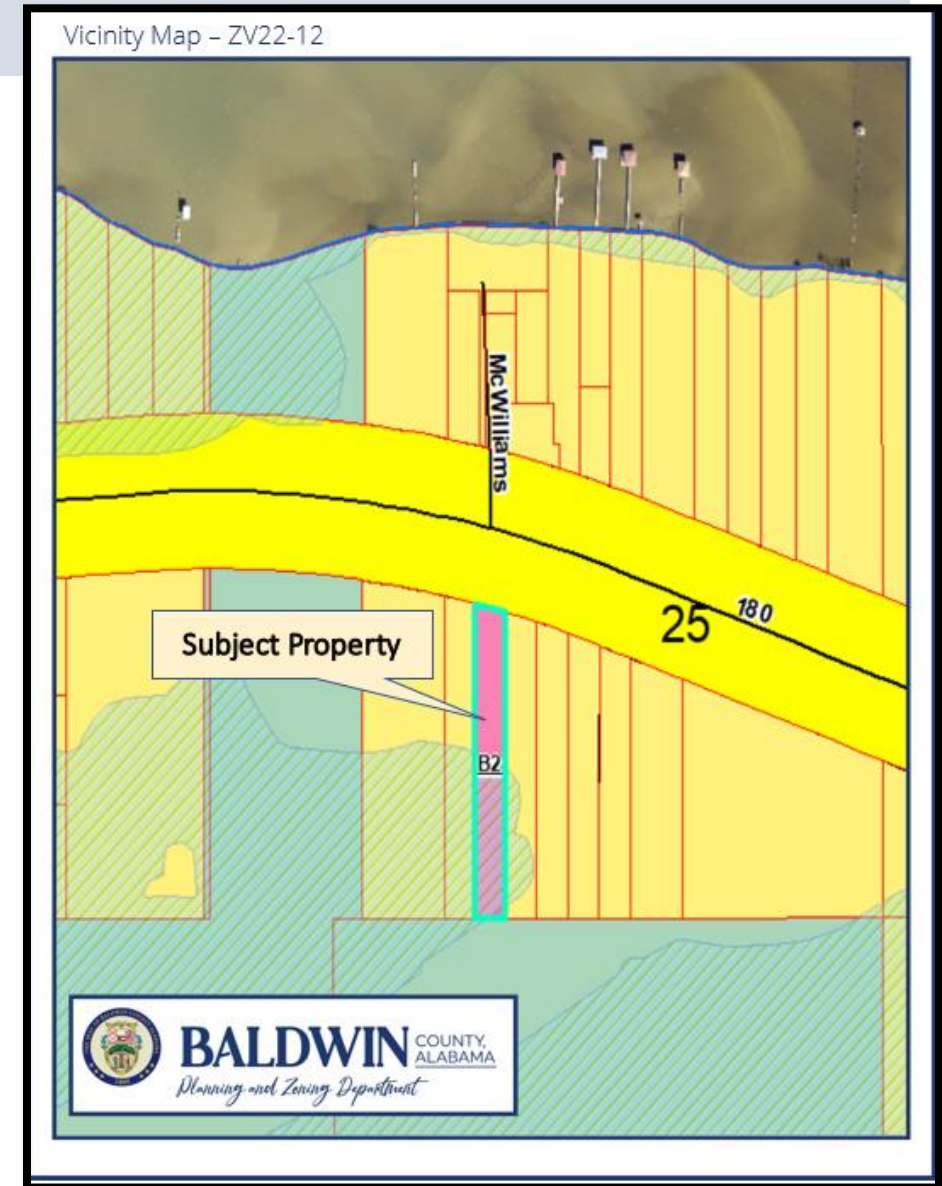 Vicinity Map – ZV22-12
McWilliams
180
25
Subject Property
B2
BALDWIN COUNTY, ALABAMA
Planning and Zoning Department